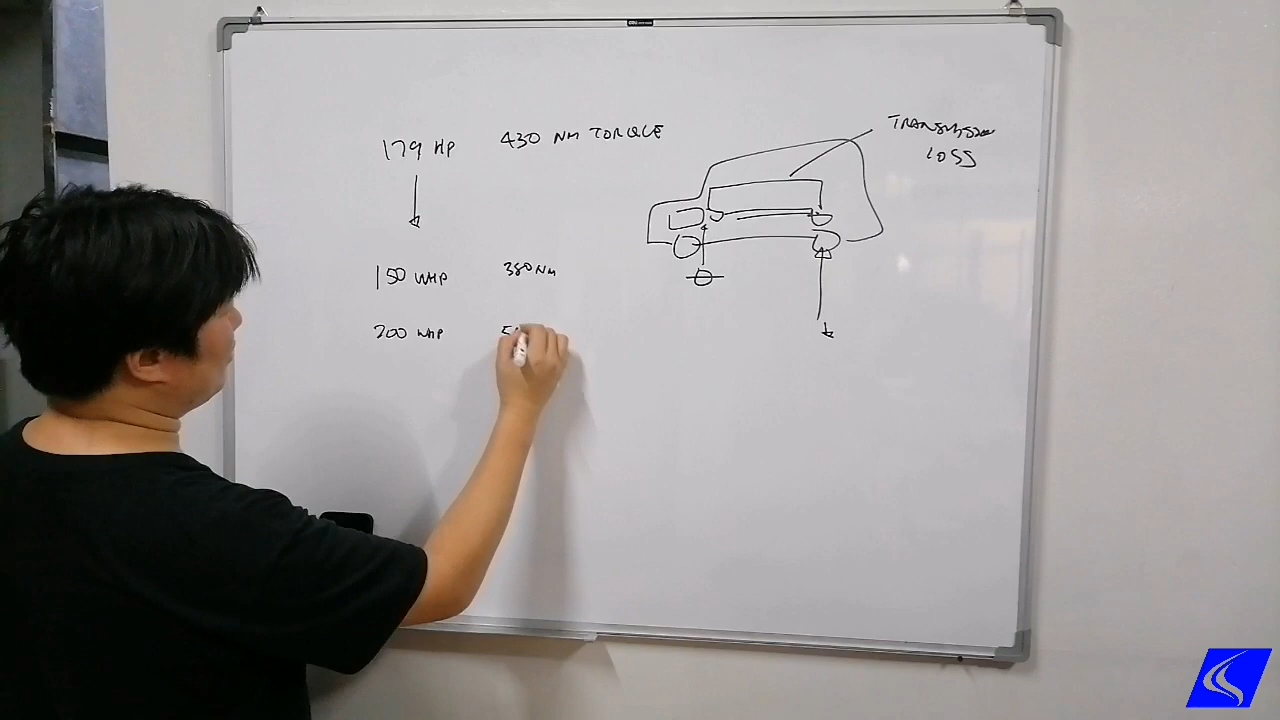 179 HP
430 NM TORQUE
TRANSMISSION
LOSS
150 WHP
380 NM
200 WHP